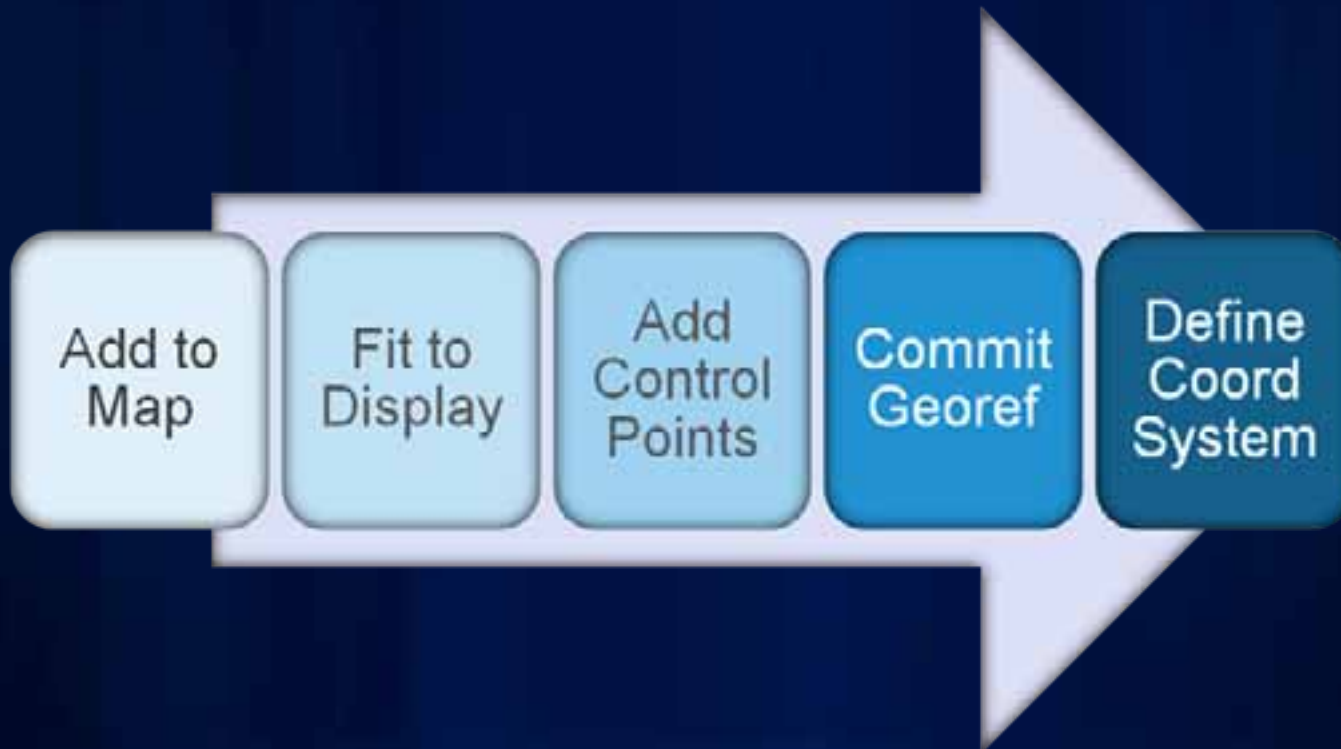 Add to
Map
Fit to
Display
Add
Control
Points
Commit
Georef
Define
Coord
System